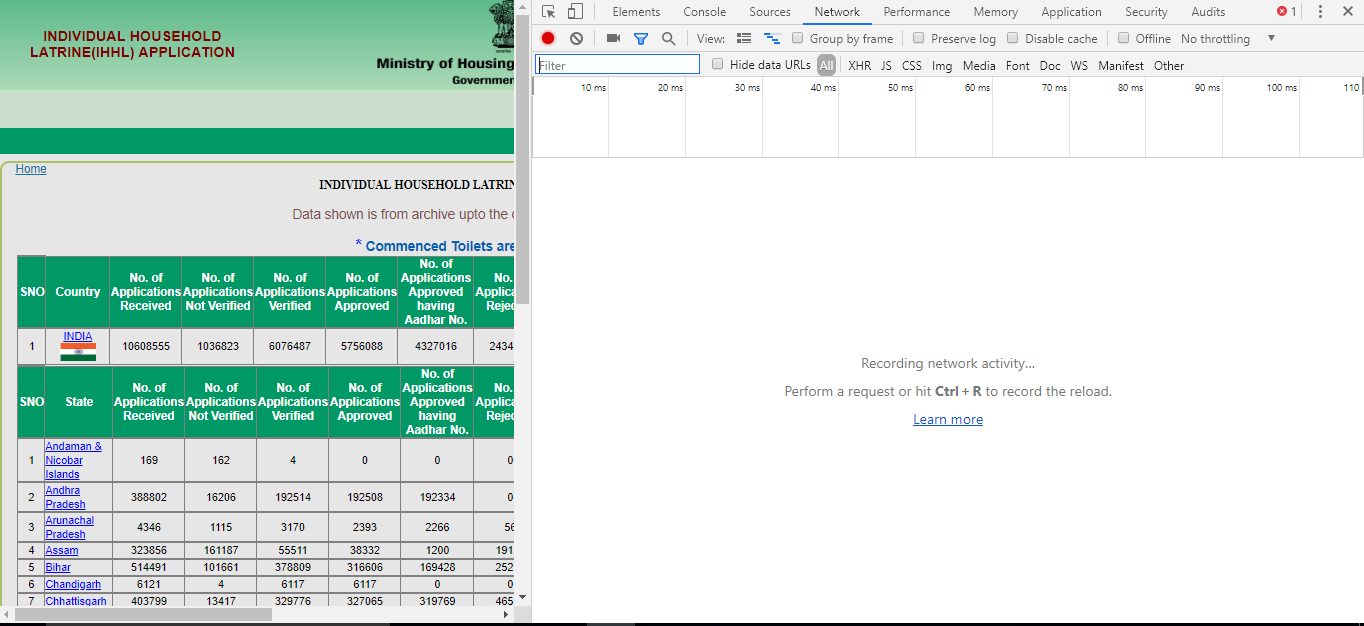 INDIVIDUAL HOUSEHOLD
LATRINE(IHHL) APPLICATION
Ministry of Housing
Government
Home
INDIVIDUAL HOUSEHOLD LATRIN
Data shown is from archive upto the
* Commenced Toilets are
SNO Country No. of Applications Received No. of Applications Not Verified No. of Applications Verified No. of Applications Approved No. of Applications Approved having Aadhar No. No. Applica Rejec
1 INDIA 10608555 1036823 6076487 5756088 4327016 2434
SNO State No. of Applications Received No. of Applications Not Verified No. of Applications Verified No. of Applications Approved No. of Applications Approved having Aadhar No. No. Applica Rejec
1 Andaman & Nicobar Islands 169 162 4 0 0 0
2 Andhra Pradesh 388802 16206 192514 192508 192334 0
3 Arunachal Pradesh 4346 1115 3170 2393 2266 56
4 Assam 323856 161187 55511 38332 1200 191
5 Bihar 514491 101661 378809 316606 169428 252
6 Chandigarh 6121 4 6117 6117 0 0
7 Chhattisgarh 403799 13417 329776 327065 319769 465
Elements Console Sources Network Performance Memory Application Security Audits 1
View: Group by frame Preserve log Disable cache Offline No throttling
Filter Hide data URLs All XHR JS CSS Img Media Font Doc WS Manifest Other
10 ms 20 ms 30 ms 40 ms 50 ms 60 ms 70 ms 80 ms 90 ms 100 ms 110
Recording network activity...
Perform a request or hit Ctrl + R to record the reload.
Learn more